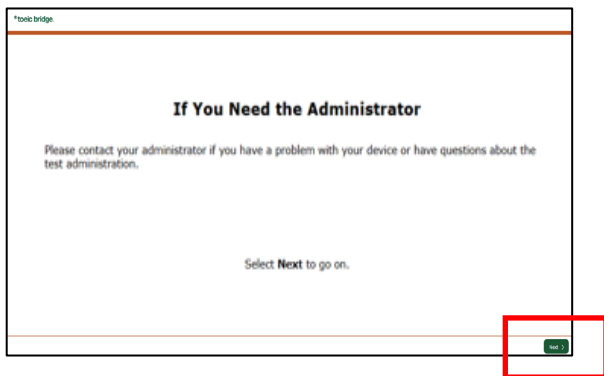 *toeic bridge.
If You Need the Administrator
Please contact your administrator if you have a problem with your device or have questions about the
test administration.
Select Next to go on.
Next >